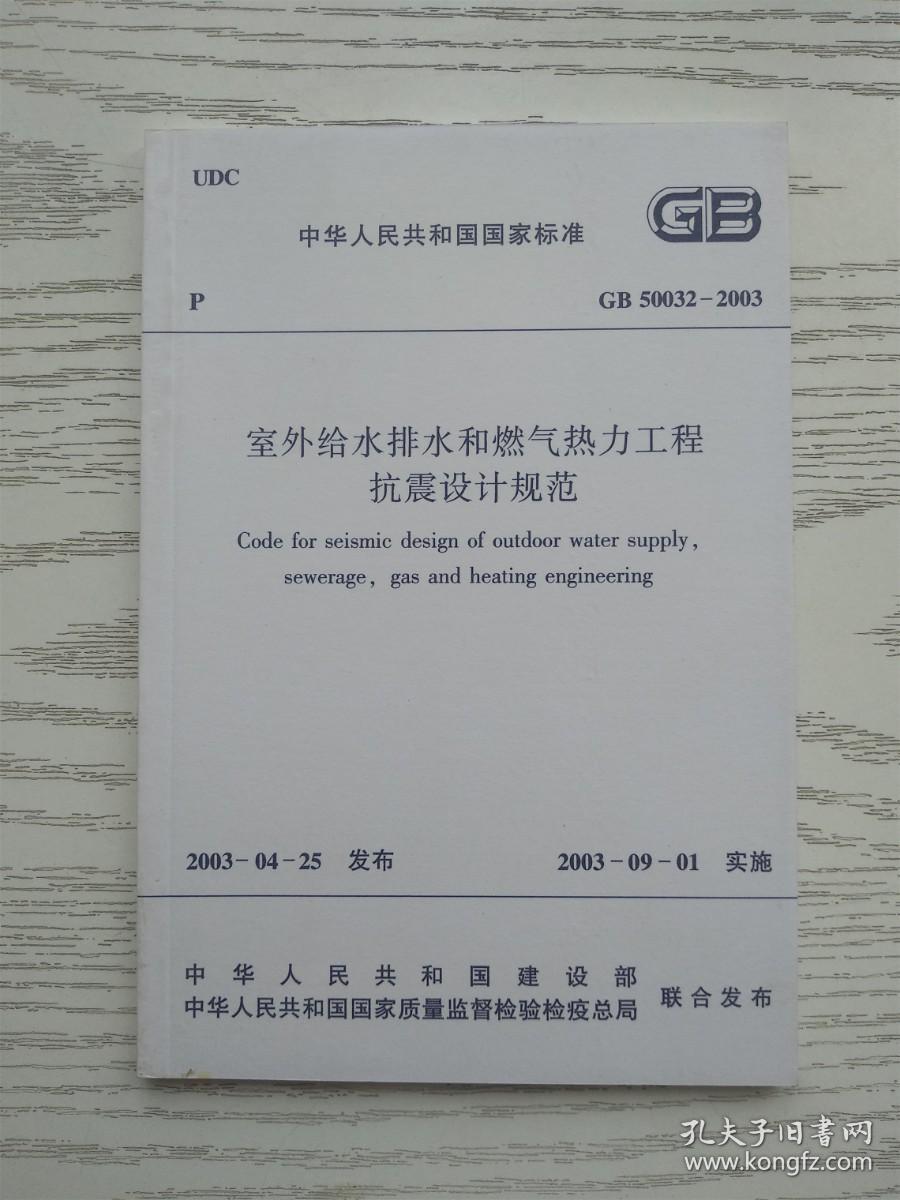 UDC
中华人民共和国国家标准
GB
P
GB 50032-2003
室外给水排水和燃气热力工程
抗震设计规范
Code for seismic design of outdoor water supply,
sewerage, gas and heating engineering
2003-04-25 发布
2003-09-01 实施
中华人民共和国建设部
中华人民共和国国家质量监督检验检疫总局
联合发布
孔夫子旧书网
www.kongfz.com